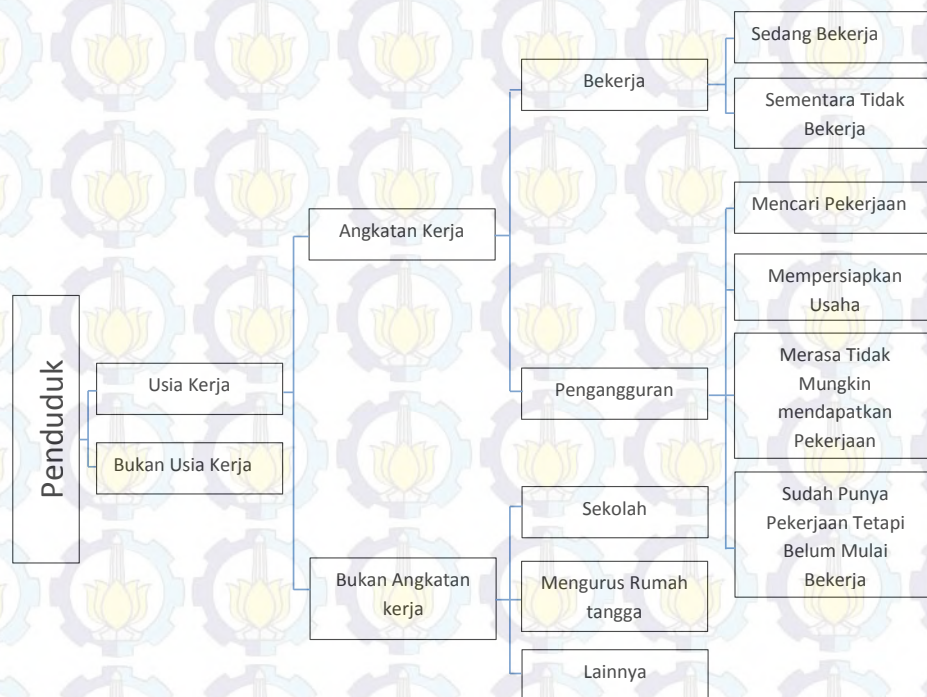 Penduduk
Usia Kerja
Bukan Usia Kerja
Angkatan Kerja
Bukan Angkatan
kerja
Bekerja
Pengangguran
Sekolah
Mengurus Rumah
tangga
Lainnya
Sedang Bekerja
Sementara Tidak
Bekerja
Mencari Pekerjaan
Mempersiapkan
Usaha
Merasa Tidak
Mungkin
mendapatkan
Pekerjaan
Sudah Punya
Pekerjaan Tetapi
Belum Mulai
Bekerja